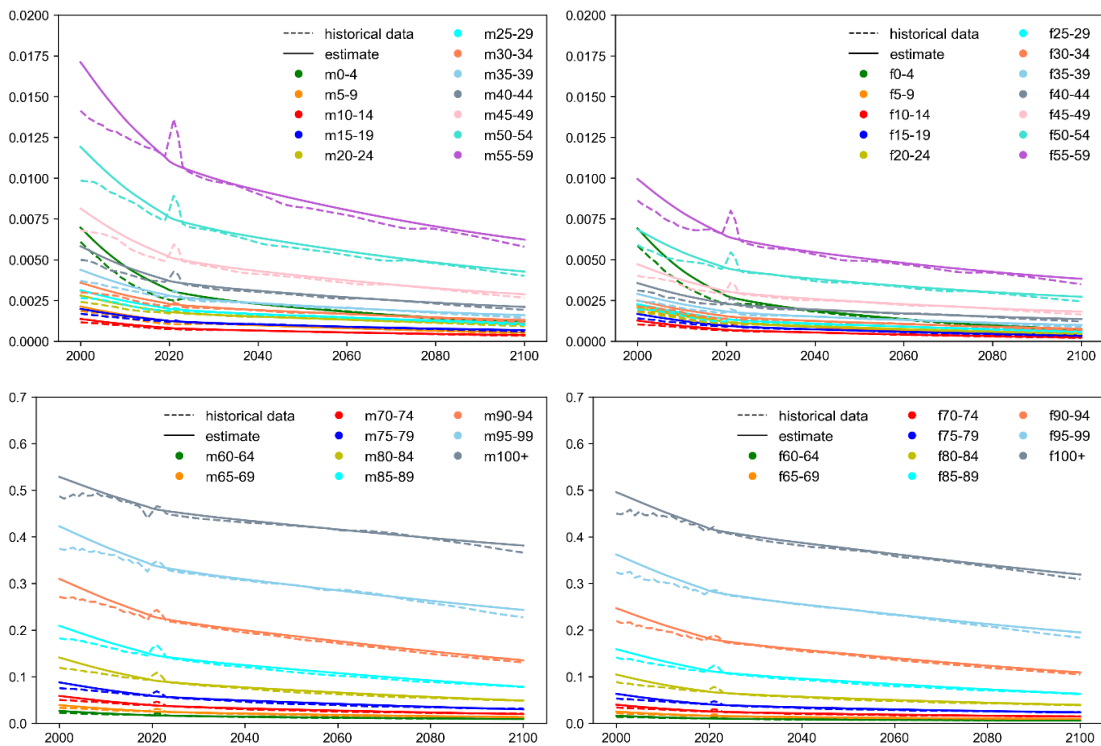 0.0200
0.0175
0.0150
0.0125
0.0100
0.0075
0.0050
0.0025
0.0000
2000 2020 2040 2060 2080 2100
historical data
estimate
m0-4
m5-9
m10-14
m15-19
m20-24
m25-29
m30-34
m35-39
m40-44
m45-49
m50-54
m55-59
0.0200
0.0175
0.0150
0.0125
0.0100
0.0075
0.0050
0.0025
0.0000
2000 2020 2040 2060 2080 2100
historical data
estimate
f0-4
f5-9
f10-14
f15-19
f20-24
f25-29
f30-34
f35-39
f40-44
f45-49
f50-54
f55-59
0.7
0.6
0.5
0.4
0.3
0.2
0.1
0.0
2000 2020 2040 2060 2080 2100
historical data
estimate
m60-64
m65-69
m70-74
m75-79
m80-84
m85-89
m90-94
m95-99
m100+
0.7
0.6
0.5
0.4
0.3
0.2
0.1
0.0
2000 2020 2040 2060 2080 2100
historical data
estimate
f60-64
f65-69
f70-74
f75-79
f80-84
f85-89
f90-94
f95-99
f100+